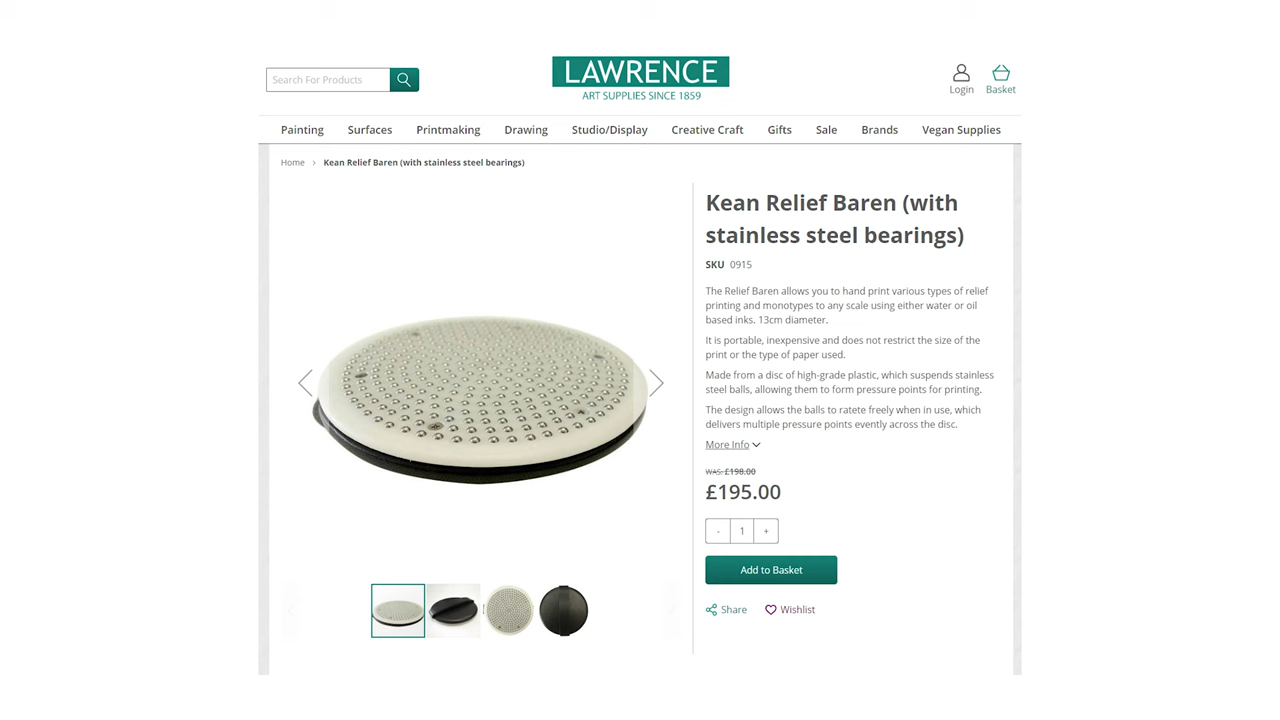 Search For Products
LAWRENCE
ART SUPPLIES SINCE 1859
Login
Basket
Painting
Surfaces
Printmaking
Drawing
Studio/Display
Creative Craft
Gifts
Sale
Brands
Vegan Supplies
Home > Kean Relief Baren (with stainless steel bearings)
Kean Relief Baren (with
stainless steel bearings)
SKU 0915
The Relief Baren allows you to hand print various types of relief
printing and monotypes to any scale using either water or oil
based inks. 13cm diameter.
It is portable, inexpensive and does not restrict the size of the
print or the type of paper used.
Made from a disc of high-grade plastic, which suspends stainless
steel balls, allowing them to form pressure points for printing.
The design allows the balls to ratete freely when in use, which
delivers multiple pressure points evently across the disc.
More Info
WAS: £198.00
£195.00
- 1 +
Add to Basket
Share
Wishlist